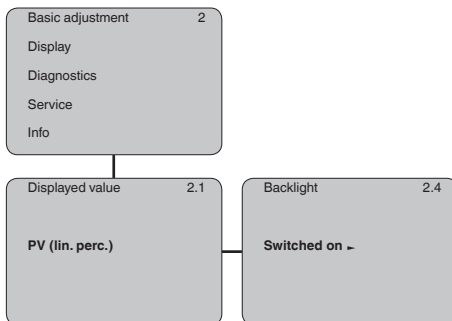 Basic adjustment 2
Display
Diagnostics
Service
Info
Displayed value 2.1
PV (lin. perc.)
Backlight 2.4
Switched on ►